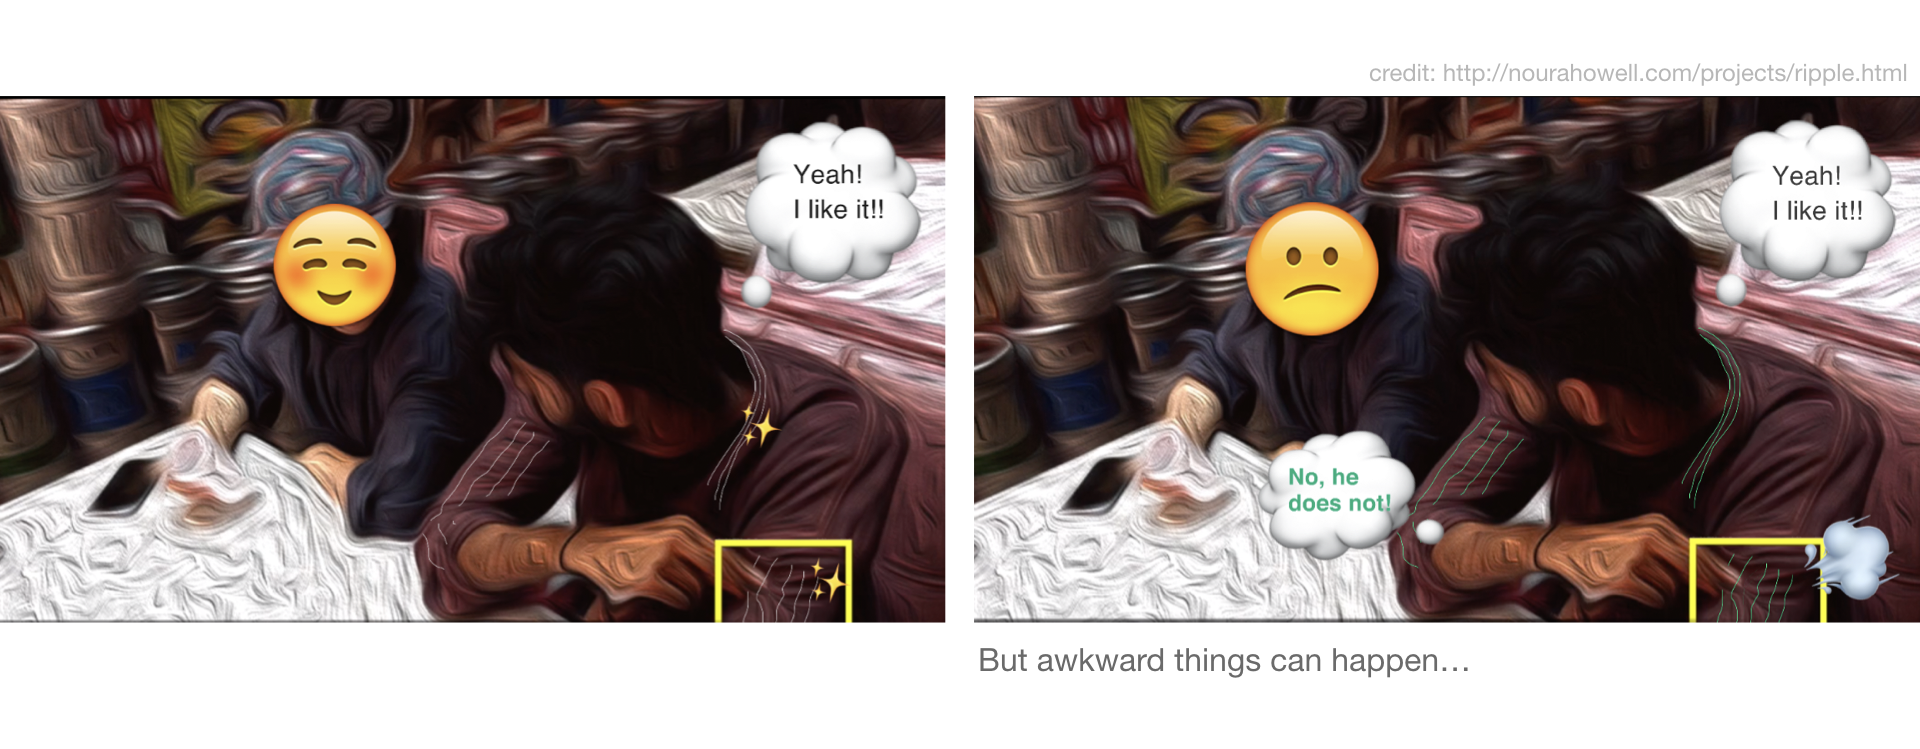 credit: http://nourahowell.com/projects/ripple.html
Yeah!
I like it!!
Yeah!
I like it!!
No, he
does not!
But awkward things can happen…